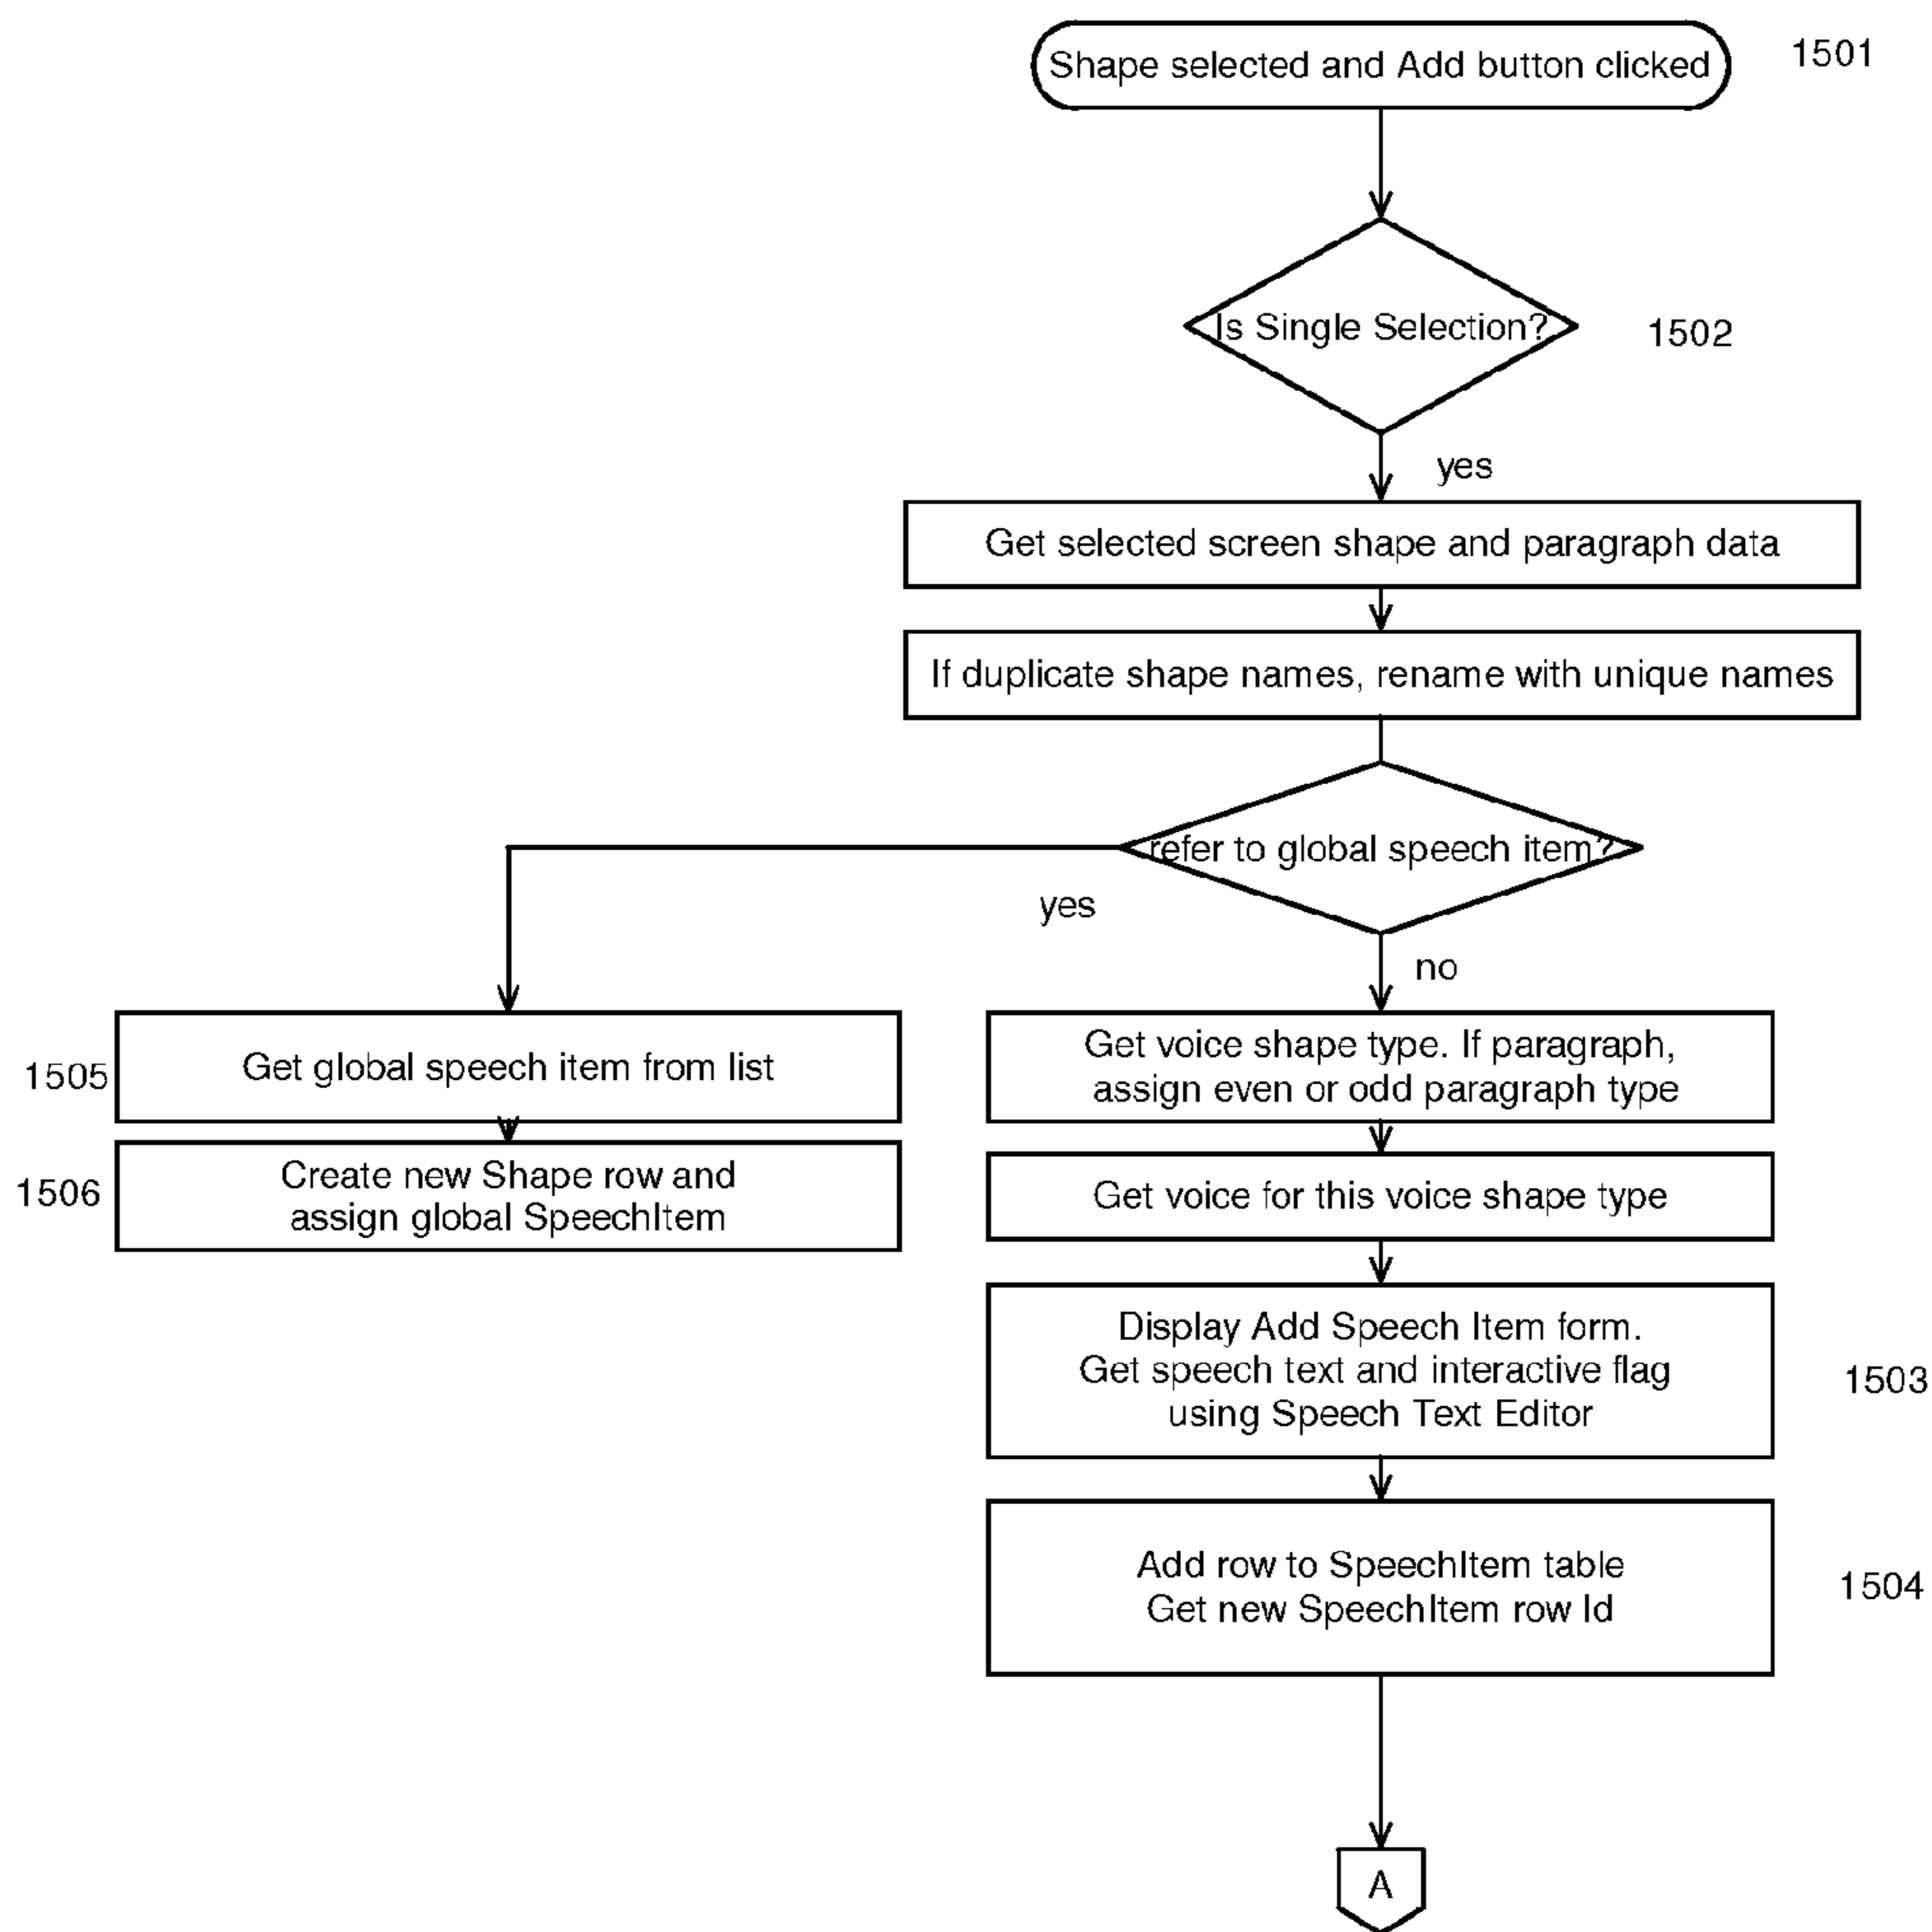 Shape selected and Add button clicked
1501
Is Single Selection?
1502
yes
Get selected screen shape and paragraph data
If duplicate shape names, rename with unique names
refer to global speech item?
yes
no
1505
Get global speech item from list
1506
Create new Shape row and
assign global SpeechItem
Get voice shape type. If paragraph,
assign even or odd paragraph type
Get voice for this voice shape type
Display Add Speech Item form.
Get speech text and interactive flag
using Speech Text Editor
1503
Add row to SpeechItem table
Get new SpeechItem row Id
1504
A